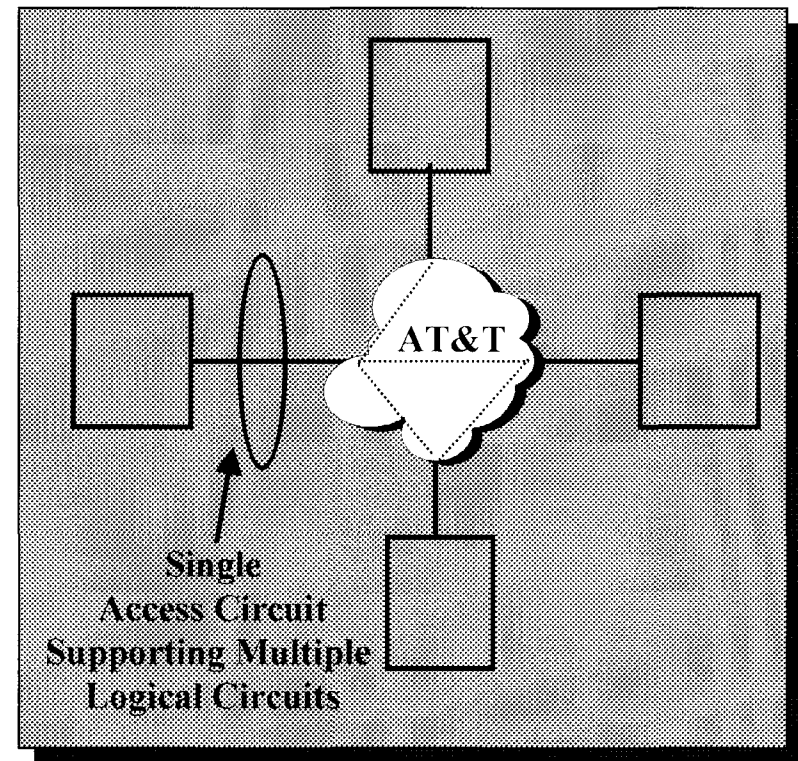 AT&T
Single
Access Circuit
Supporting Multiple
Logical Circuits